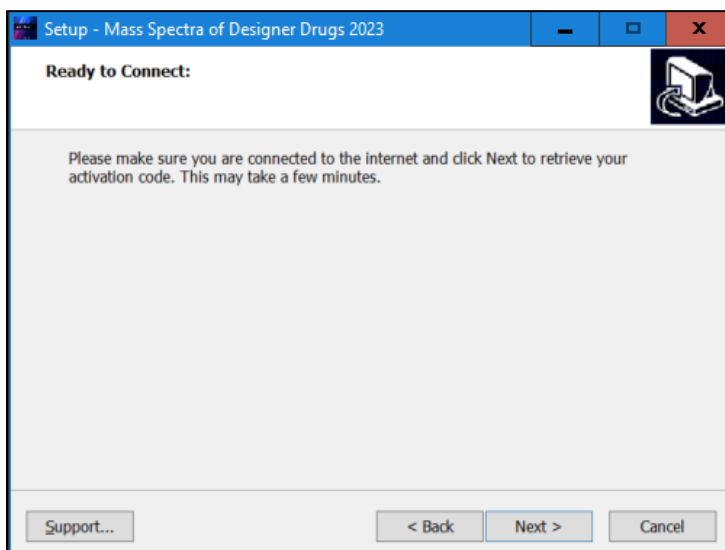 Setup - Mass Spectra of Designer Drugs 2023
Ready to Connect:
Please make sure you are connected to the internet and click Next to retrieve your
activation code. This may take a few minutes.
Support...
< Back
Next >
Cancel